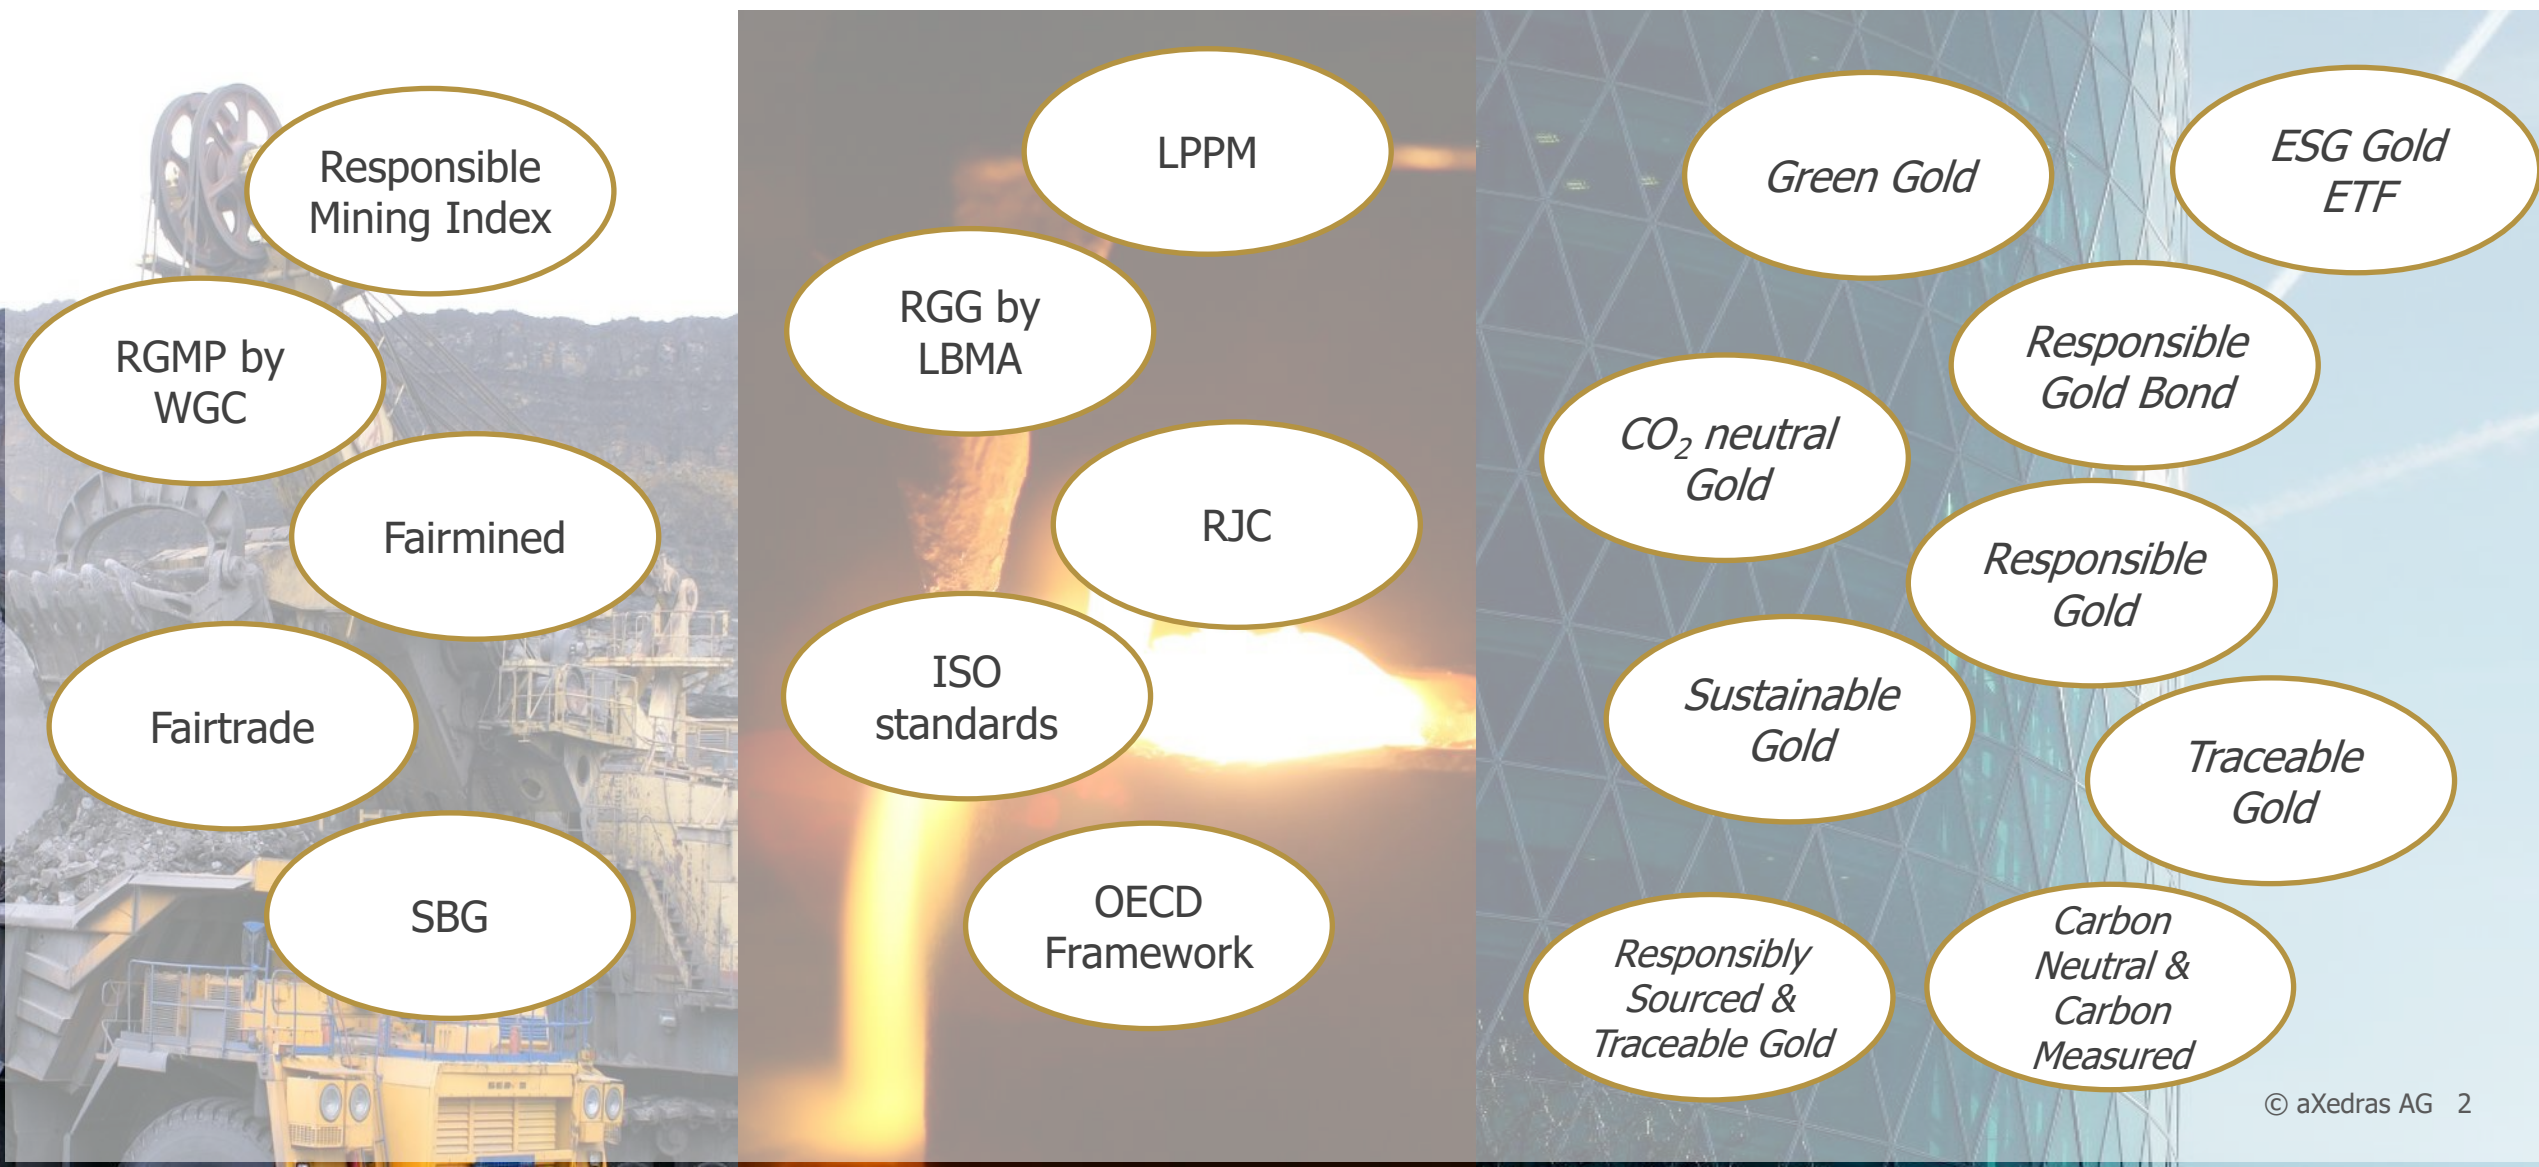 Responsible
Mining Index
RGMP by
WGC
Fairmined
Fairtrade
SBG
LPPM
RGG by
LBMA
RJC
ISO
standards
OECD
Framework
Green Gold
ESG Gold
ETF
Responsible
Gold Bond
CO₂ neutral
Gold
Responsible
Gold
Sustainable
Gold
Traceable
Gold
Responsibly
Sourced &
Traceable Gold
Carbon
Neutral &
Carbon
Measured
© aXedras AG 2